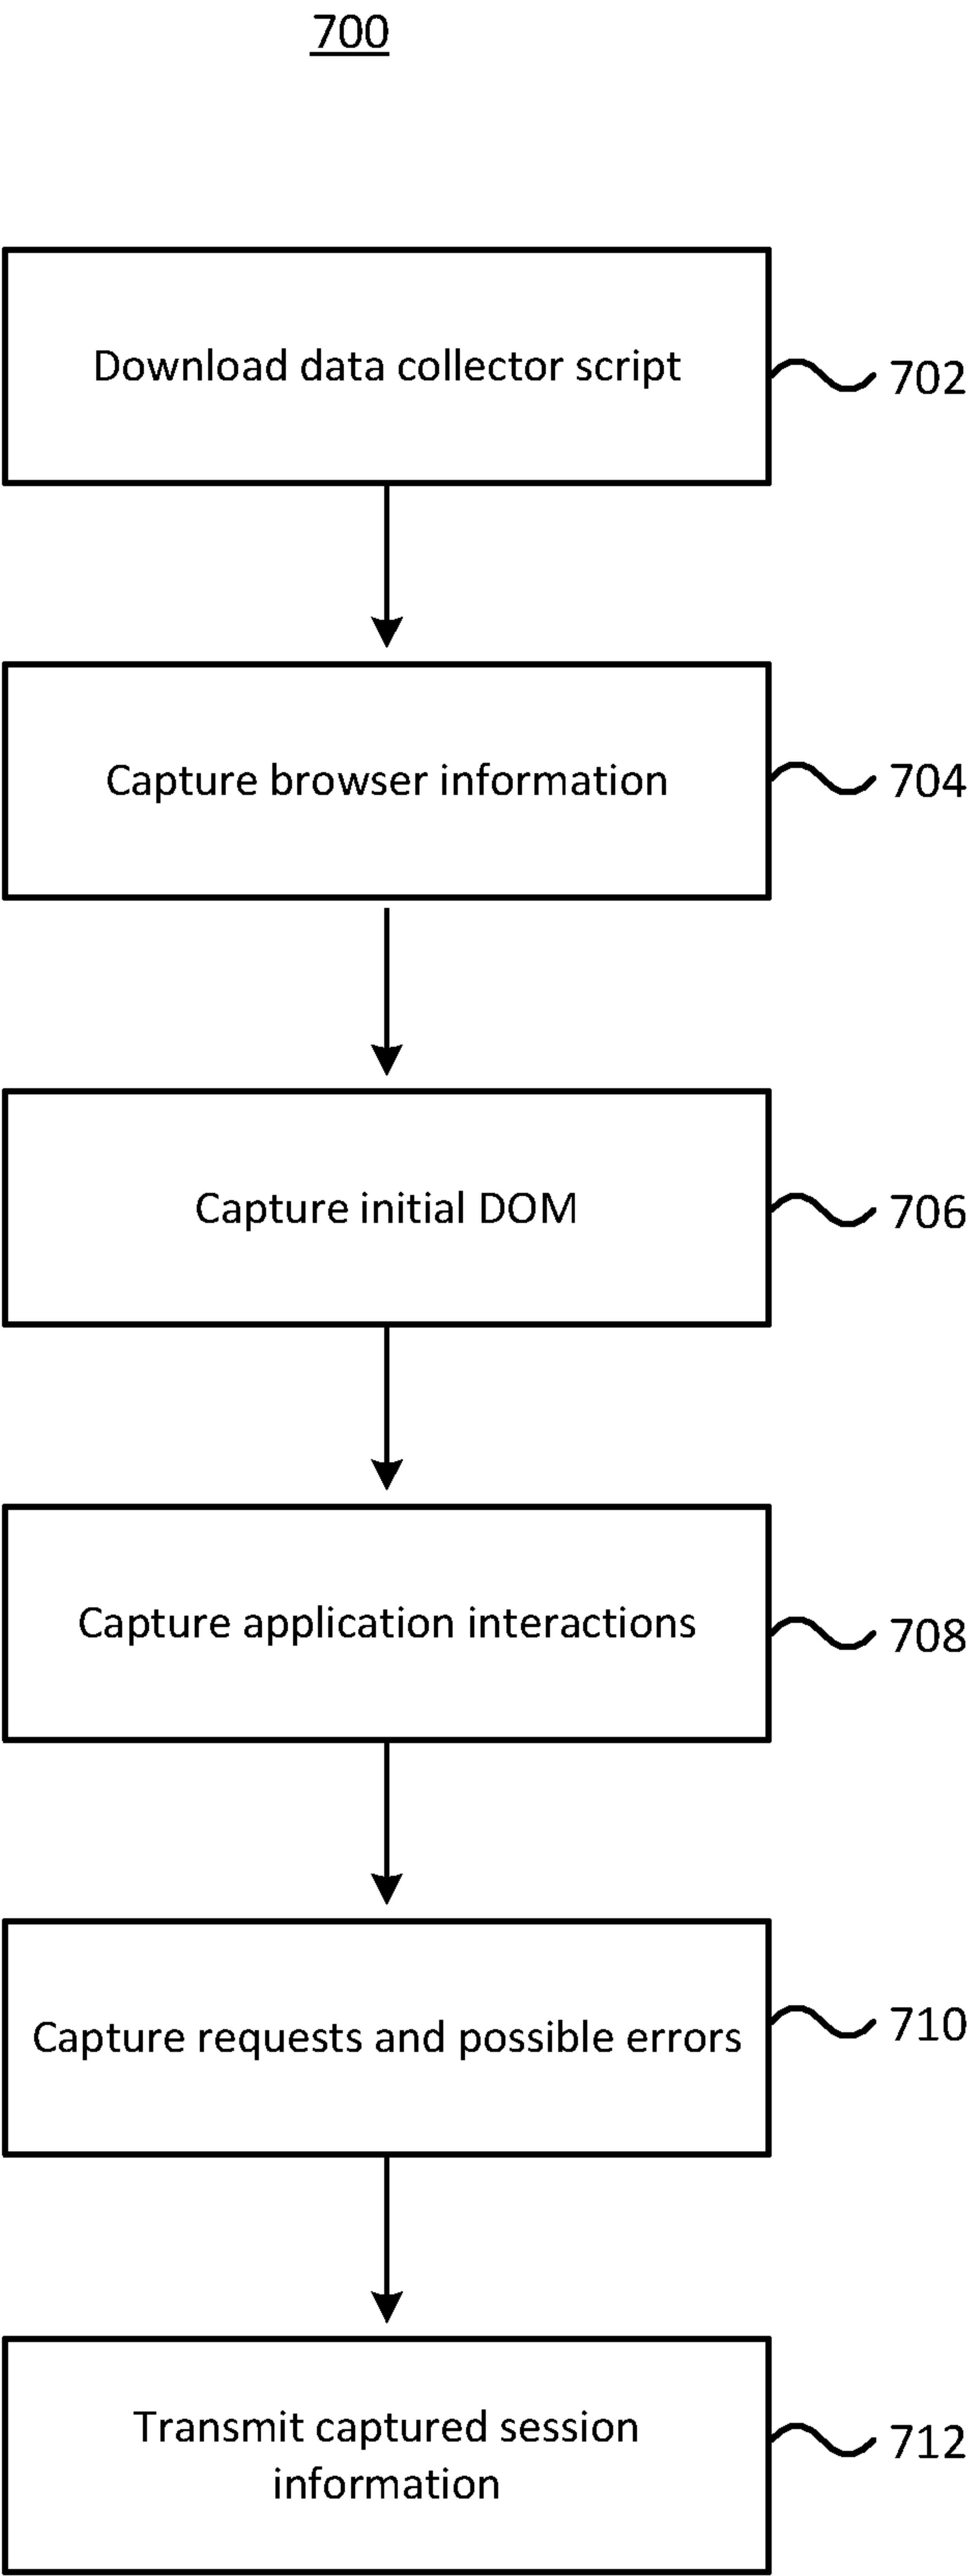 700
Download data collector script
702
Capture browser information
704
Capture initial DOM
706
Capture application interactions
708
Capture requests and possible errors
710
Transmit captured session
information
712